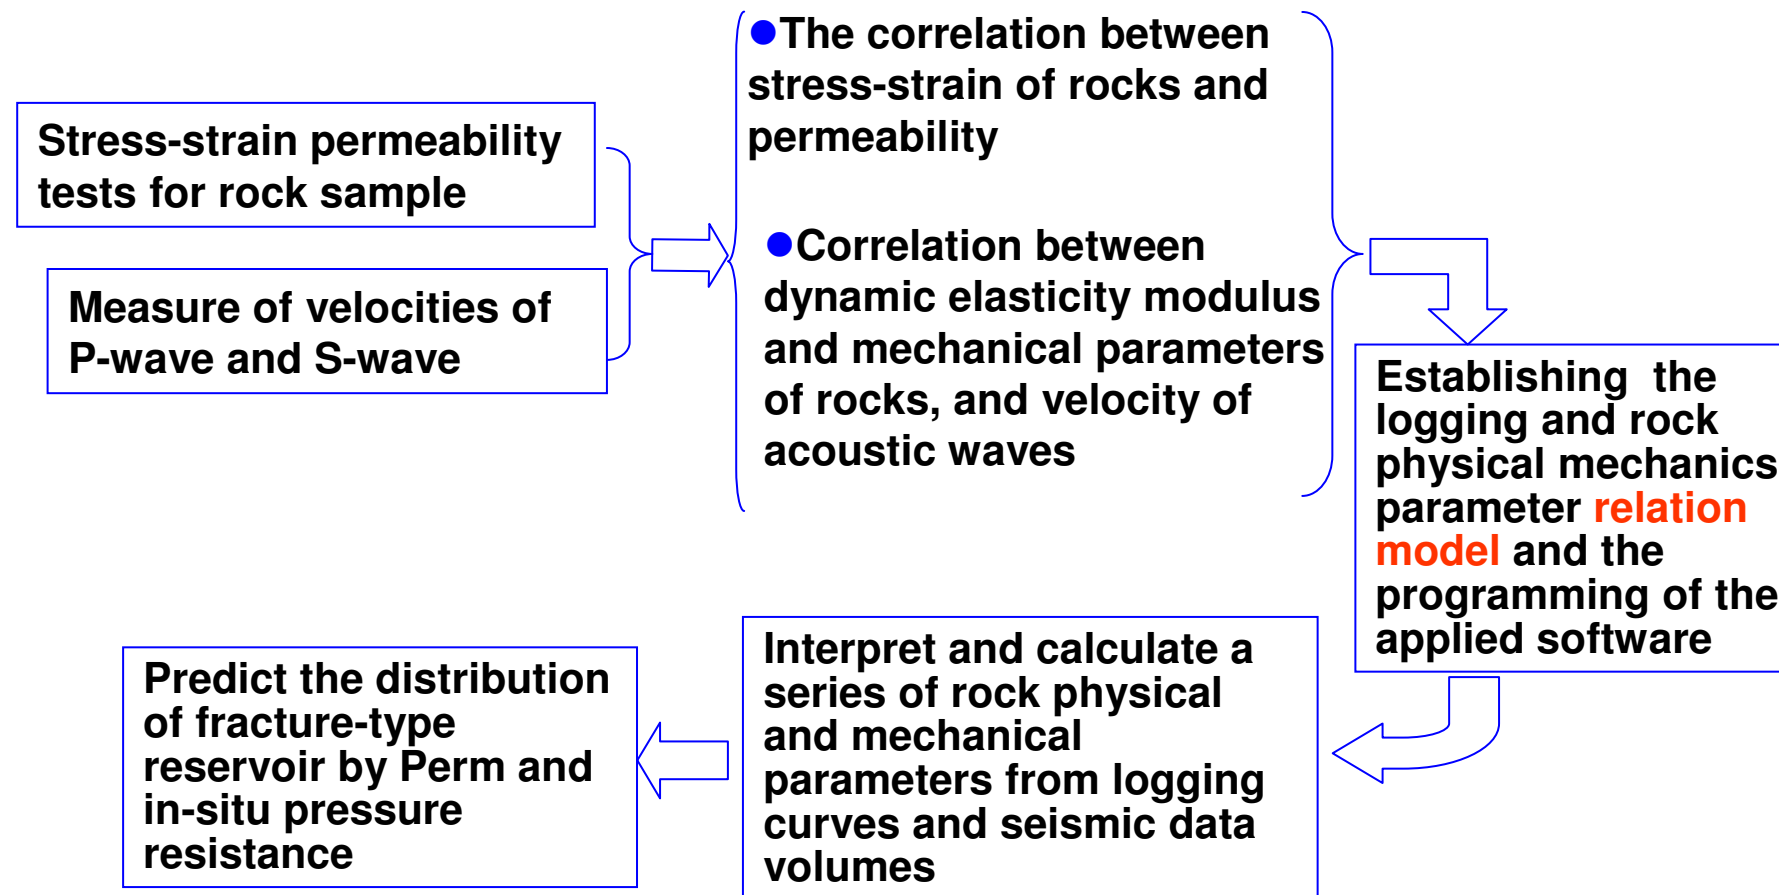 Stress-strain permeability
tests for rock sample
Measure of velocities of
P-wave and S-wave
●The correlation between
stress-strain of rocks and
permeability
●Correlation between
dynamic elasticity modulus
and mechanical parameters
of rocks, and velocity of
acoustic waves
Establishing  the
logging and rock
physical mechanics
parameter relation
model and the
programming of the
applied software
Interpret and calculate a
series of rock physical
and mechanical
parameters from logging
curves and seismic data
volumes
Predict the distribution
of fracture-type
reservoir by Perm and
in-situ pressure
resistance